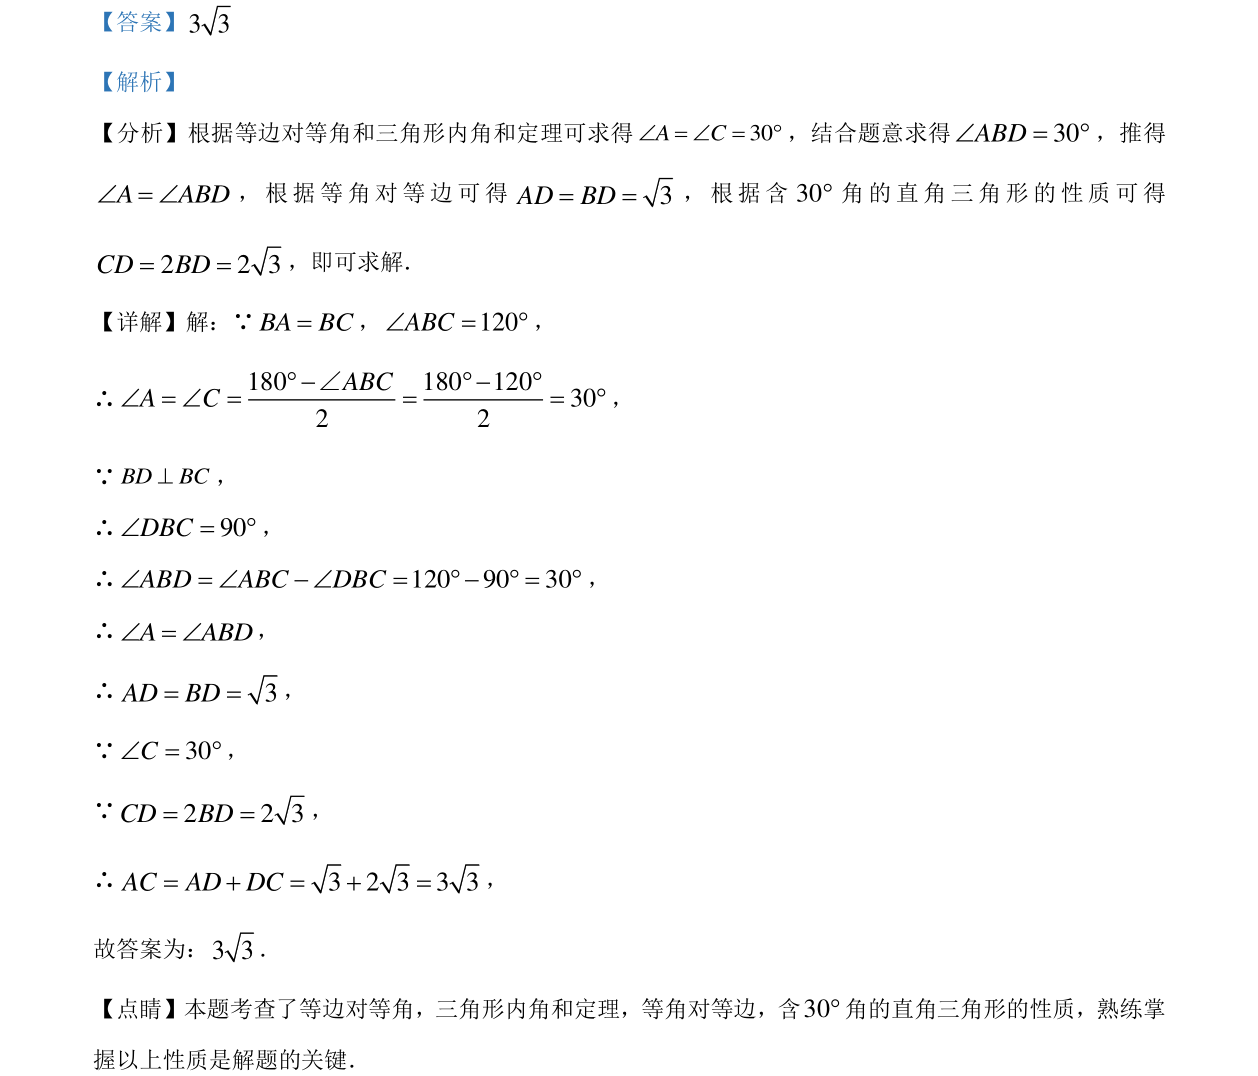 【答案】3√3
【解析】
【分析】根据等边对等角和三角形内角和定理可求得∠A=∠C=30°，结合题意求得∠ABD=30°，推得
∠A=∠ABD，根据等角对等边可得AD=BD=√3，根据含30°角的直角三角形的性质可得
CD=2BD=2√3，即可求解．
【详解】解：∵BA=BC，∠ABC=120°，
∴∠A=∠C=(180°−∠ABC)/2=(180°−120°)/2=30°，
∵BD⊥BC，
∴∠DBC=90°，
∴∠ABD=∠ABC−∠DBC=120°−90°=30°，
∴∠A=∠ABD，
∴AD=BD=√3，
∵∠C=30°，
∵CD=2BD=2√3，
∴AC=AD+DC=√3+2√3=3√3，
故答案为：3√3．
【点睛】本题考查了等边对等角，三角形内角和定理，等角对等边，含30°角的直角三角形的性质，熟练掌
握以上性质是解题的关键．